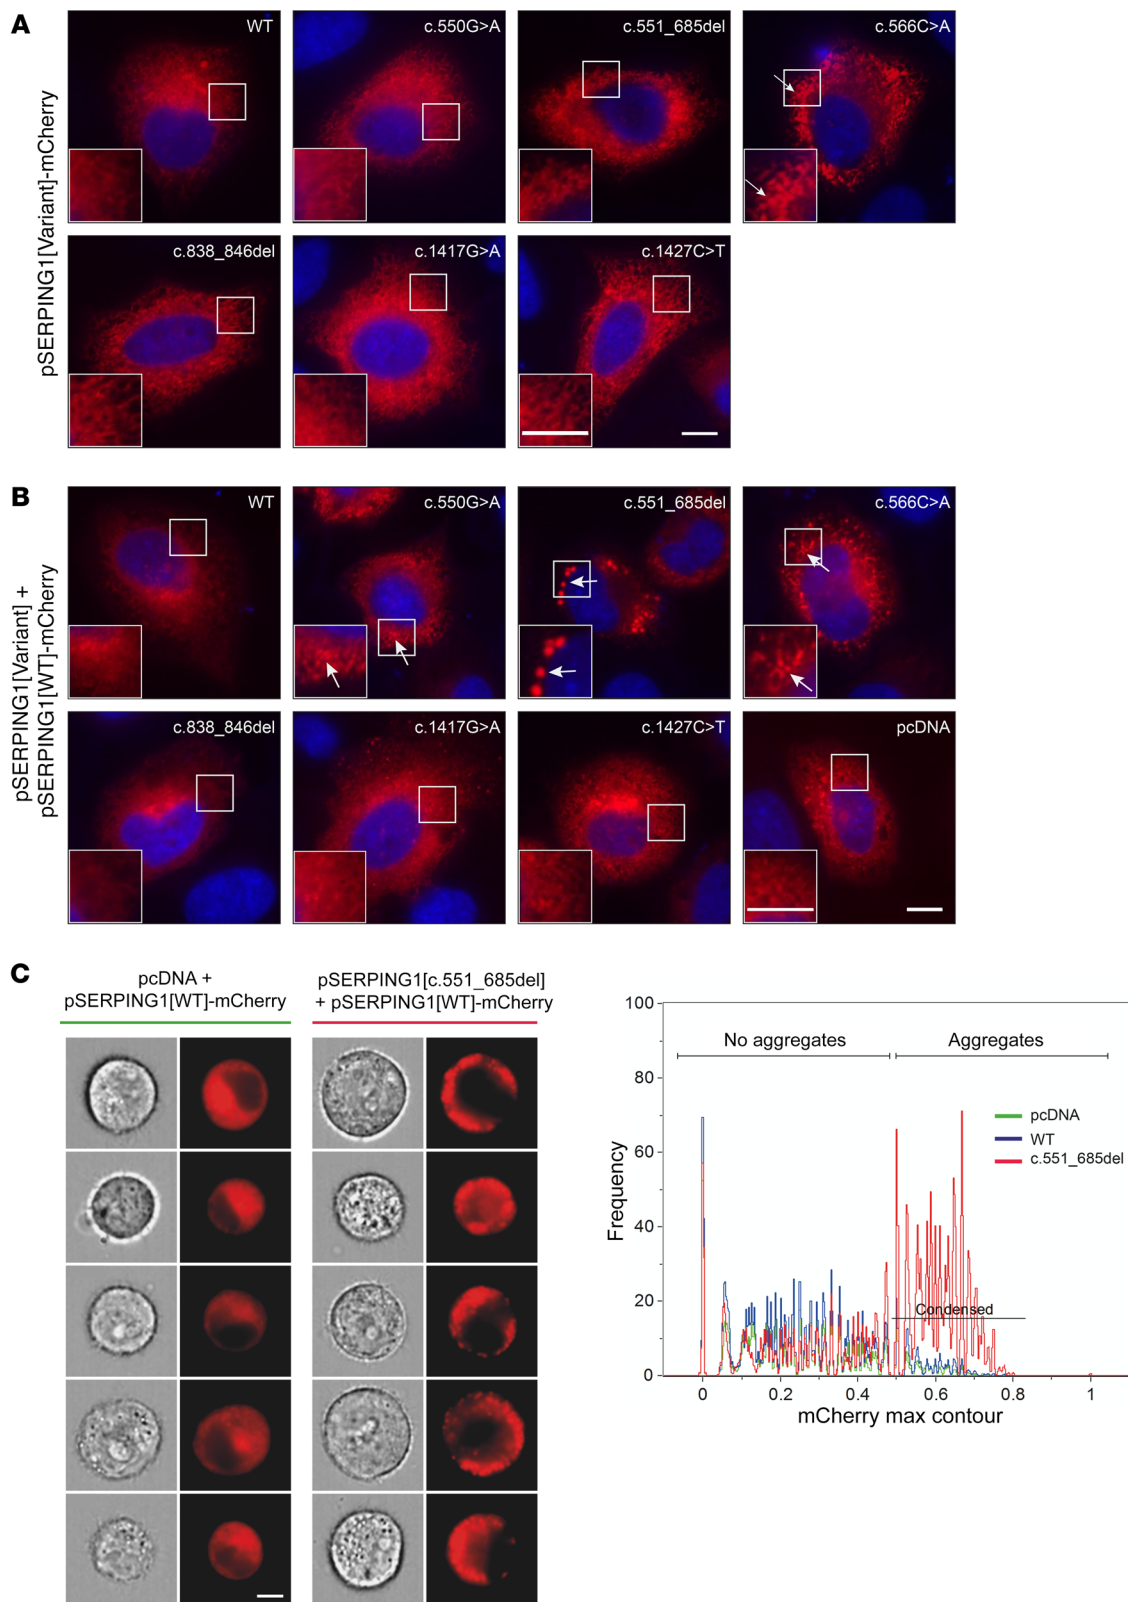 A
pSERPING1[Variant]-mCherry
WT
c.550G>A
c.551_685del
c.566C>A
c.838_846del
c.1417G>A
c.1427C>T
B
pSERPING1[Variant] +
pSERPING1[WT]-mCherry
WT
c.550G>A
c.551_685del
c.566C>A
c.838_846del
c.1417G>A
c.1427C>T
pcDNA
C
pcDNA +
pSERPING1[WT]-mCherry
pSERPING1[c.551_685del]
+ pSERPING1[WT]-mCherry
100
80
60
40
20
0
Frequency
No aggregates
Aggregates
pcDNA
WT
c.551_685del
Condensed
0
0.2
0.4
0.6
0.8
1
mCherry max contour